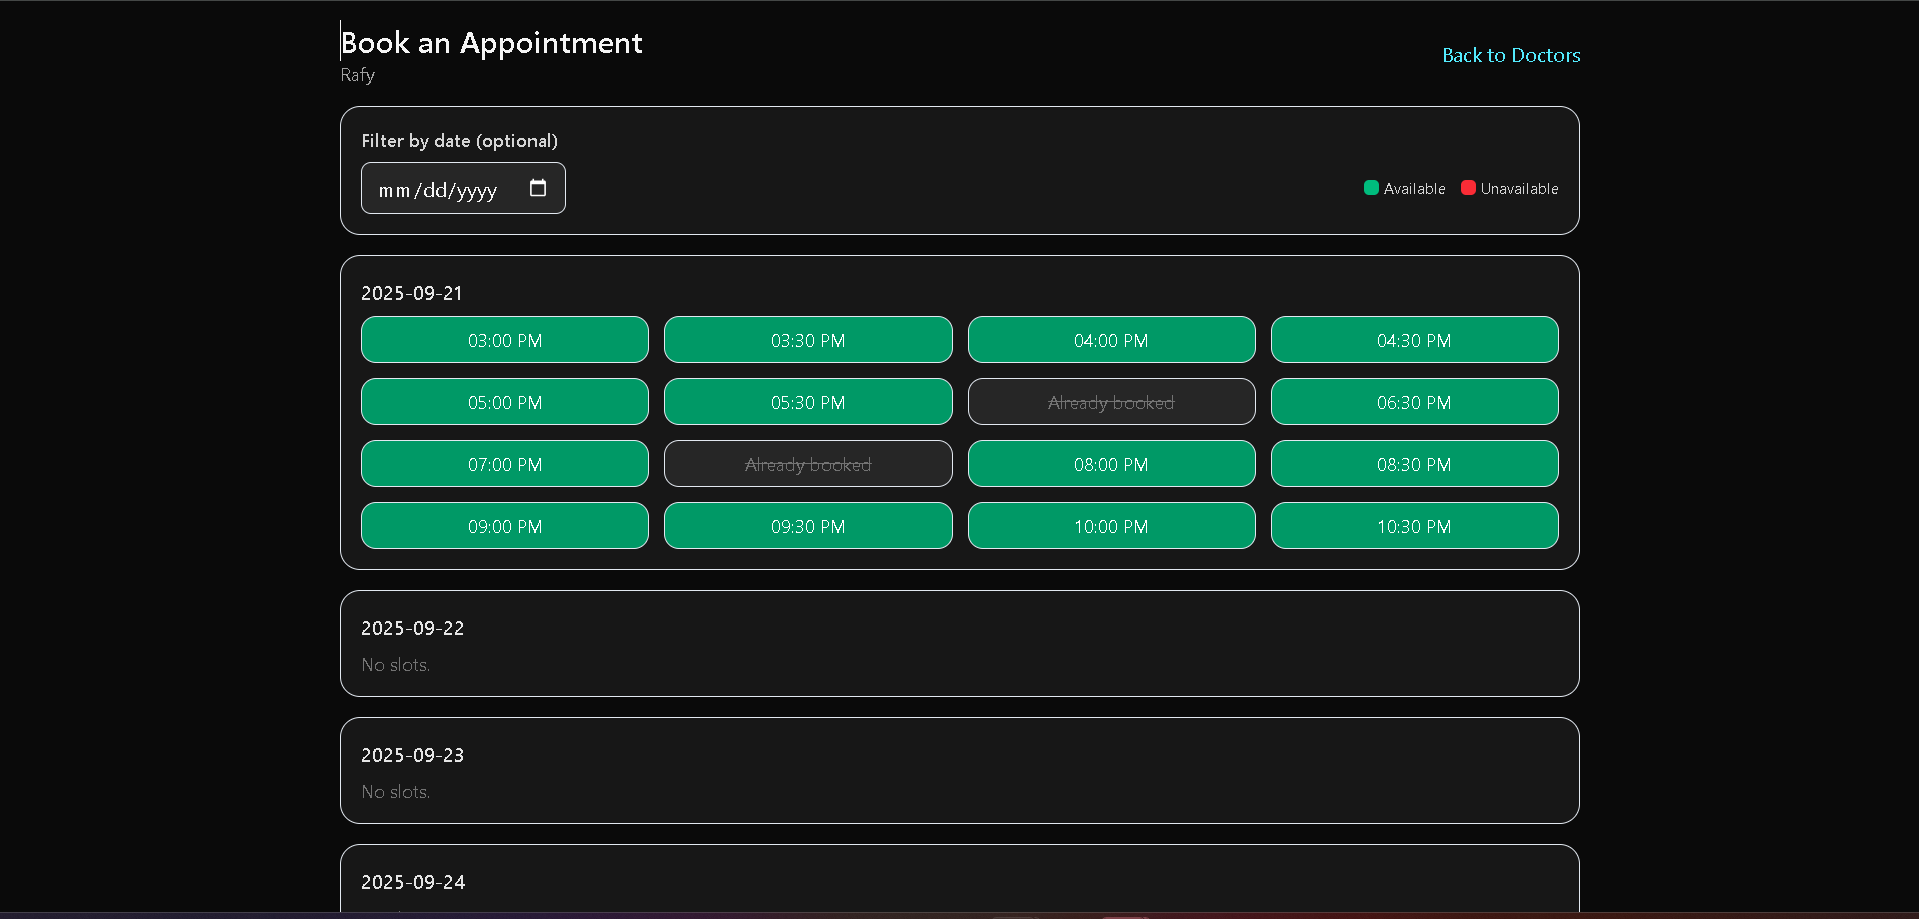 Book an Appointment
Rafy
Back to Doctors
Filter by date (optional)
mm/dd/yyyy
Available Unavailable
2025-09-21
03:00 PM 03:30 PM 04:00 PM 04:30 PM
05:00 PM 05:30 PM Already booked 06:30 PM
07:00 PM Already booked 08:00 PM 08:30 PM
09:00 PM 09:30 PM 10:00 PM 10:30 PM
2025-09-22
No slots.
2025-09-23
No slots.
2025-09-24